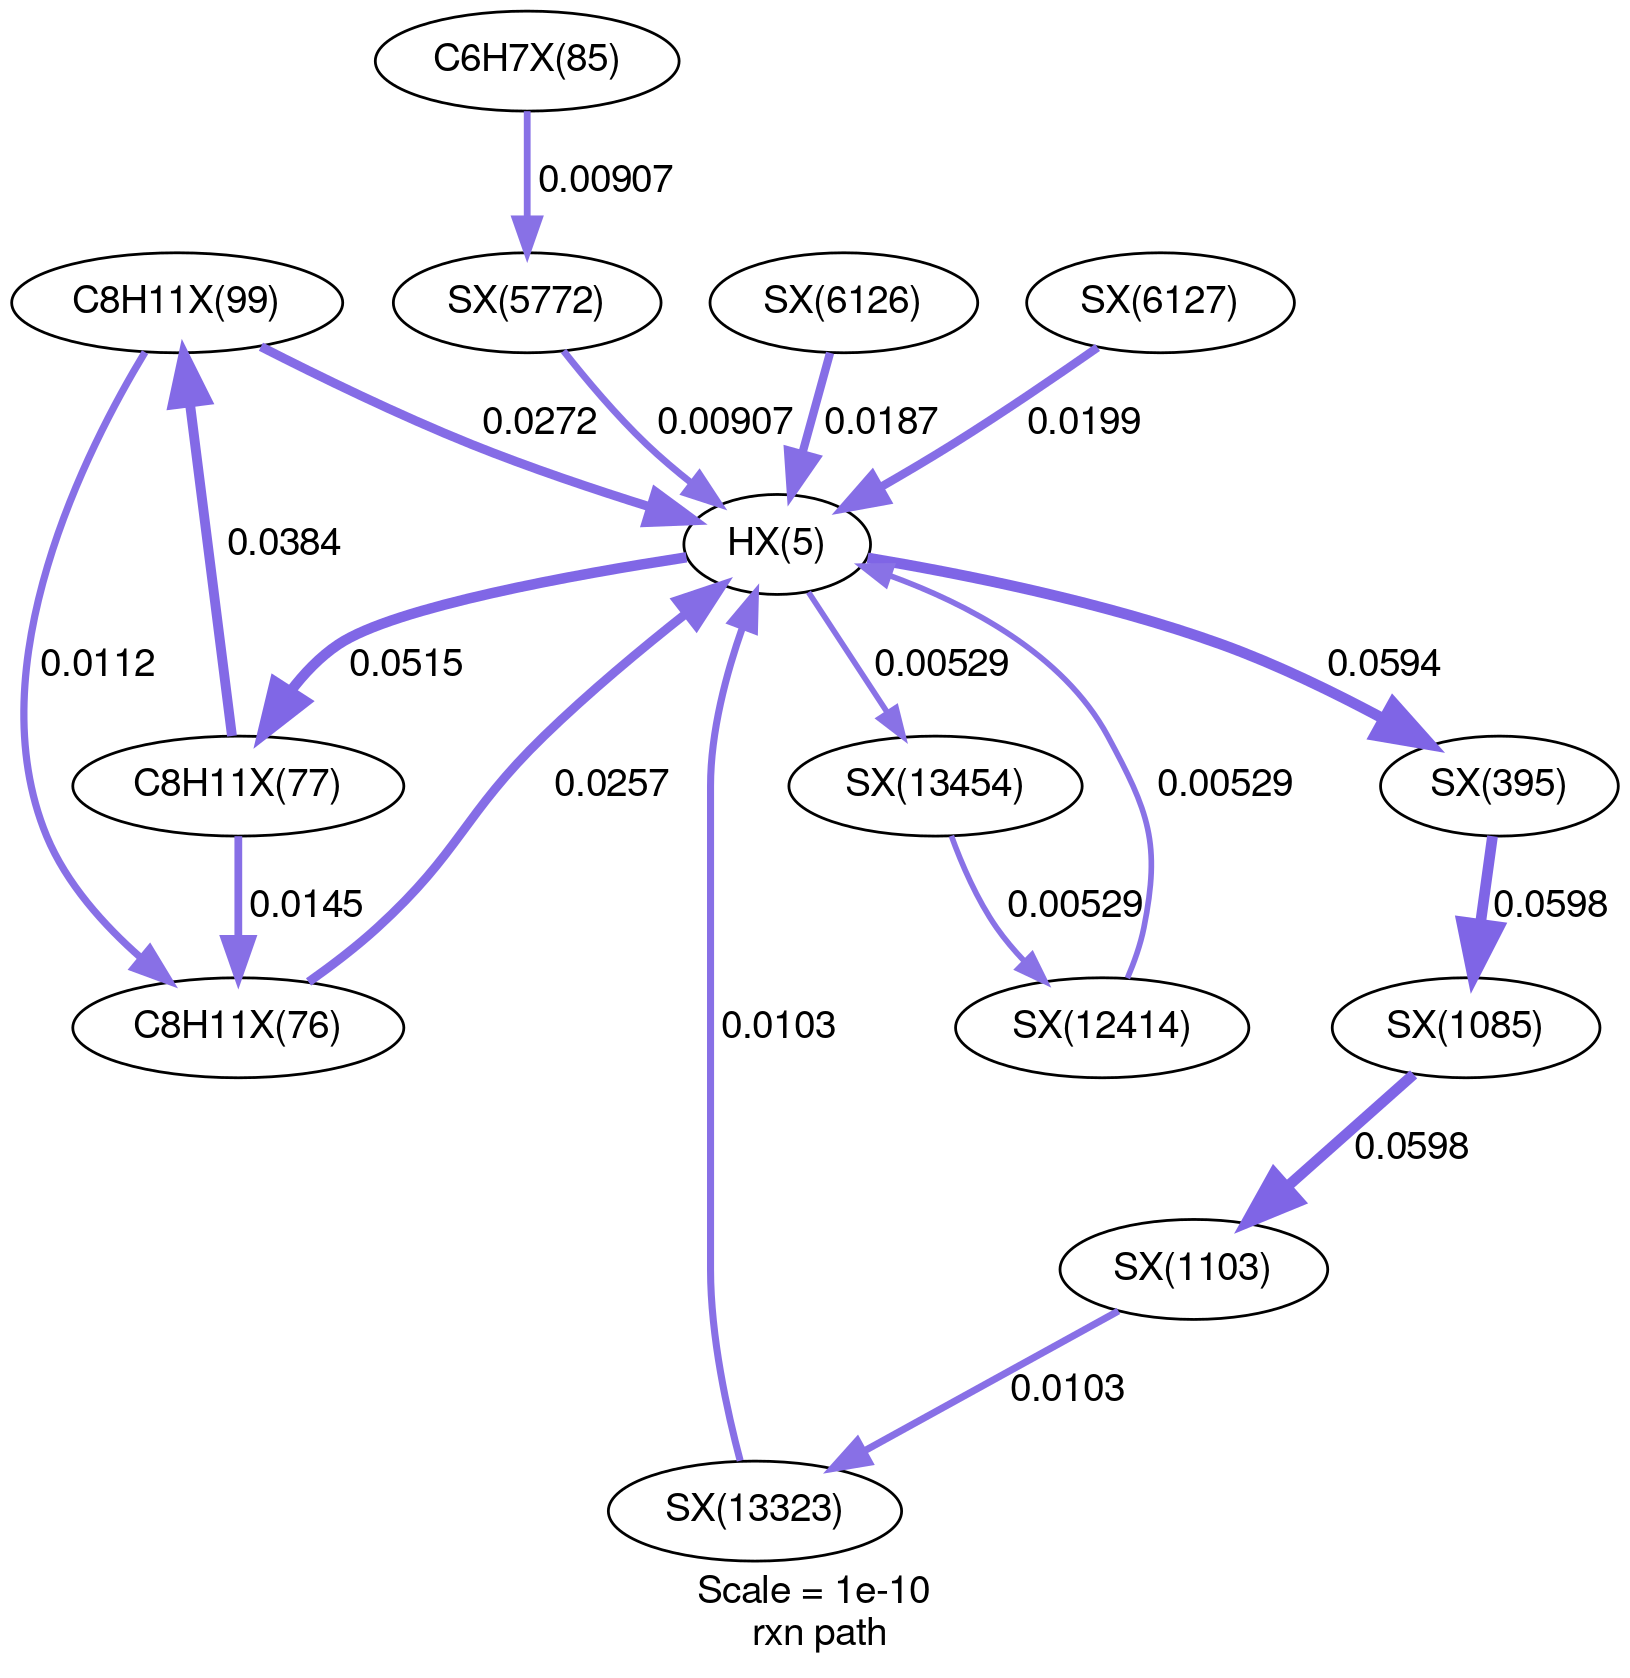 C6H7X(85)
0.00907
C8H11X(99)
SX(5772)
SX(6126)
SX(6127)
0.0272
0.00907
0.0187
0.0199
0.0384
HX(5)
0.0112
0.0515
0.00529
0.0594
C8H11X(77)
0.0257
SX(13454)
0.00529
SX(395)
0.0145
0.00529
0.0598
C8H11X(76)
0.0103
SX(12414)
SX(1085)
0.0598
SX(1103)
0.0103
SX(13323)
Scale = 1e-10
rxn path